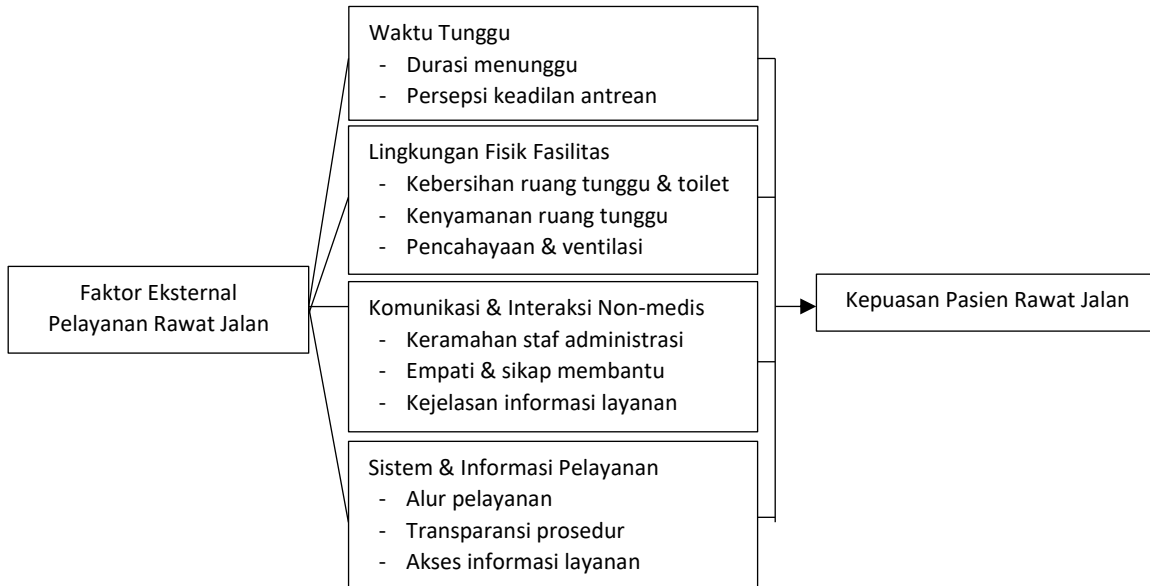 Waktu Tunggu
- Durasi menunggu
- Persepsi keadilan antrean
Lingkungan Fisik Fasilitas
- Kebersihan ruang tunggu & toilet
- Kenyamanan ruang tunggu
- Pencahayaan & ventilasi
Faktor Eksternal
Pelayanan Rawat Jalan
Komunikasi & Interaksi Non-medis
- Keramahan staf administrasi
- Empati & sikap membantu
- Kejelasan informasi layanan
Sistem & Informasi Pelayanan
- Alur pelayanan
- Transparansi prosedur
- Akses informasi layanan
Kepuasan Pasien Rawat Jalan